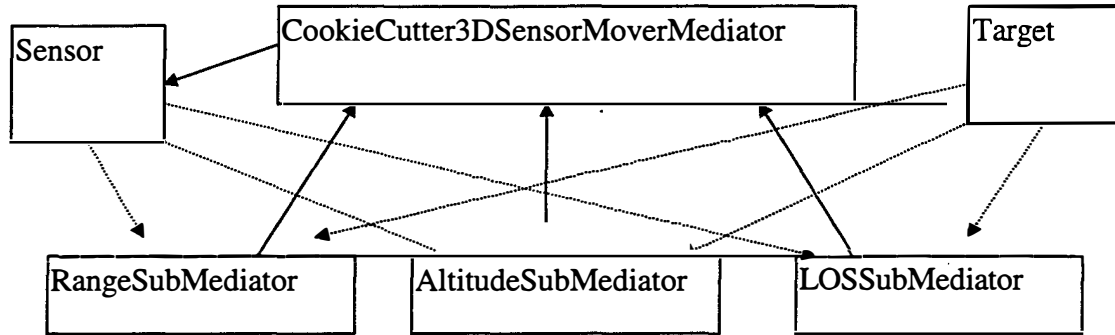 Sensor
CookieCutter3DSensorMoverMediator
Target
RangeSubMediator
AltitudeSubMediator
LOSSubMediator